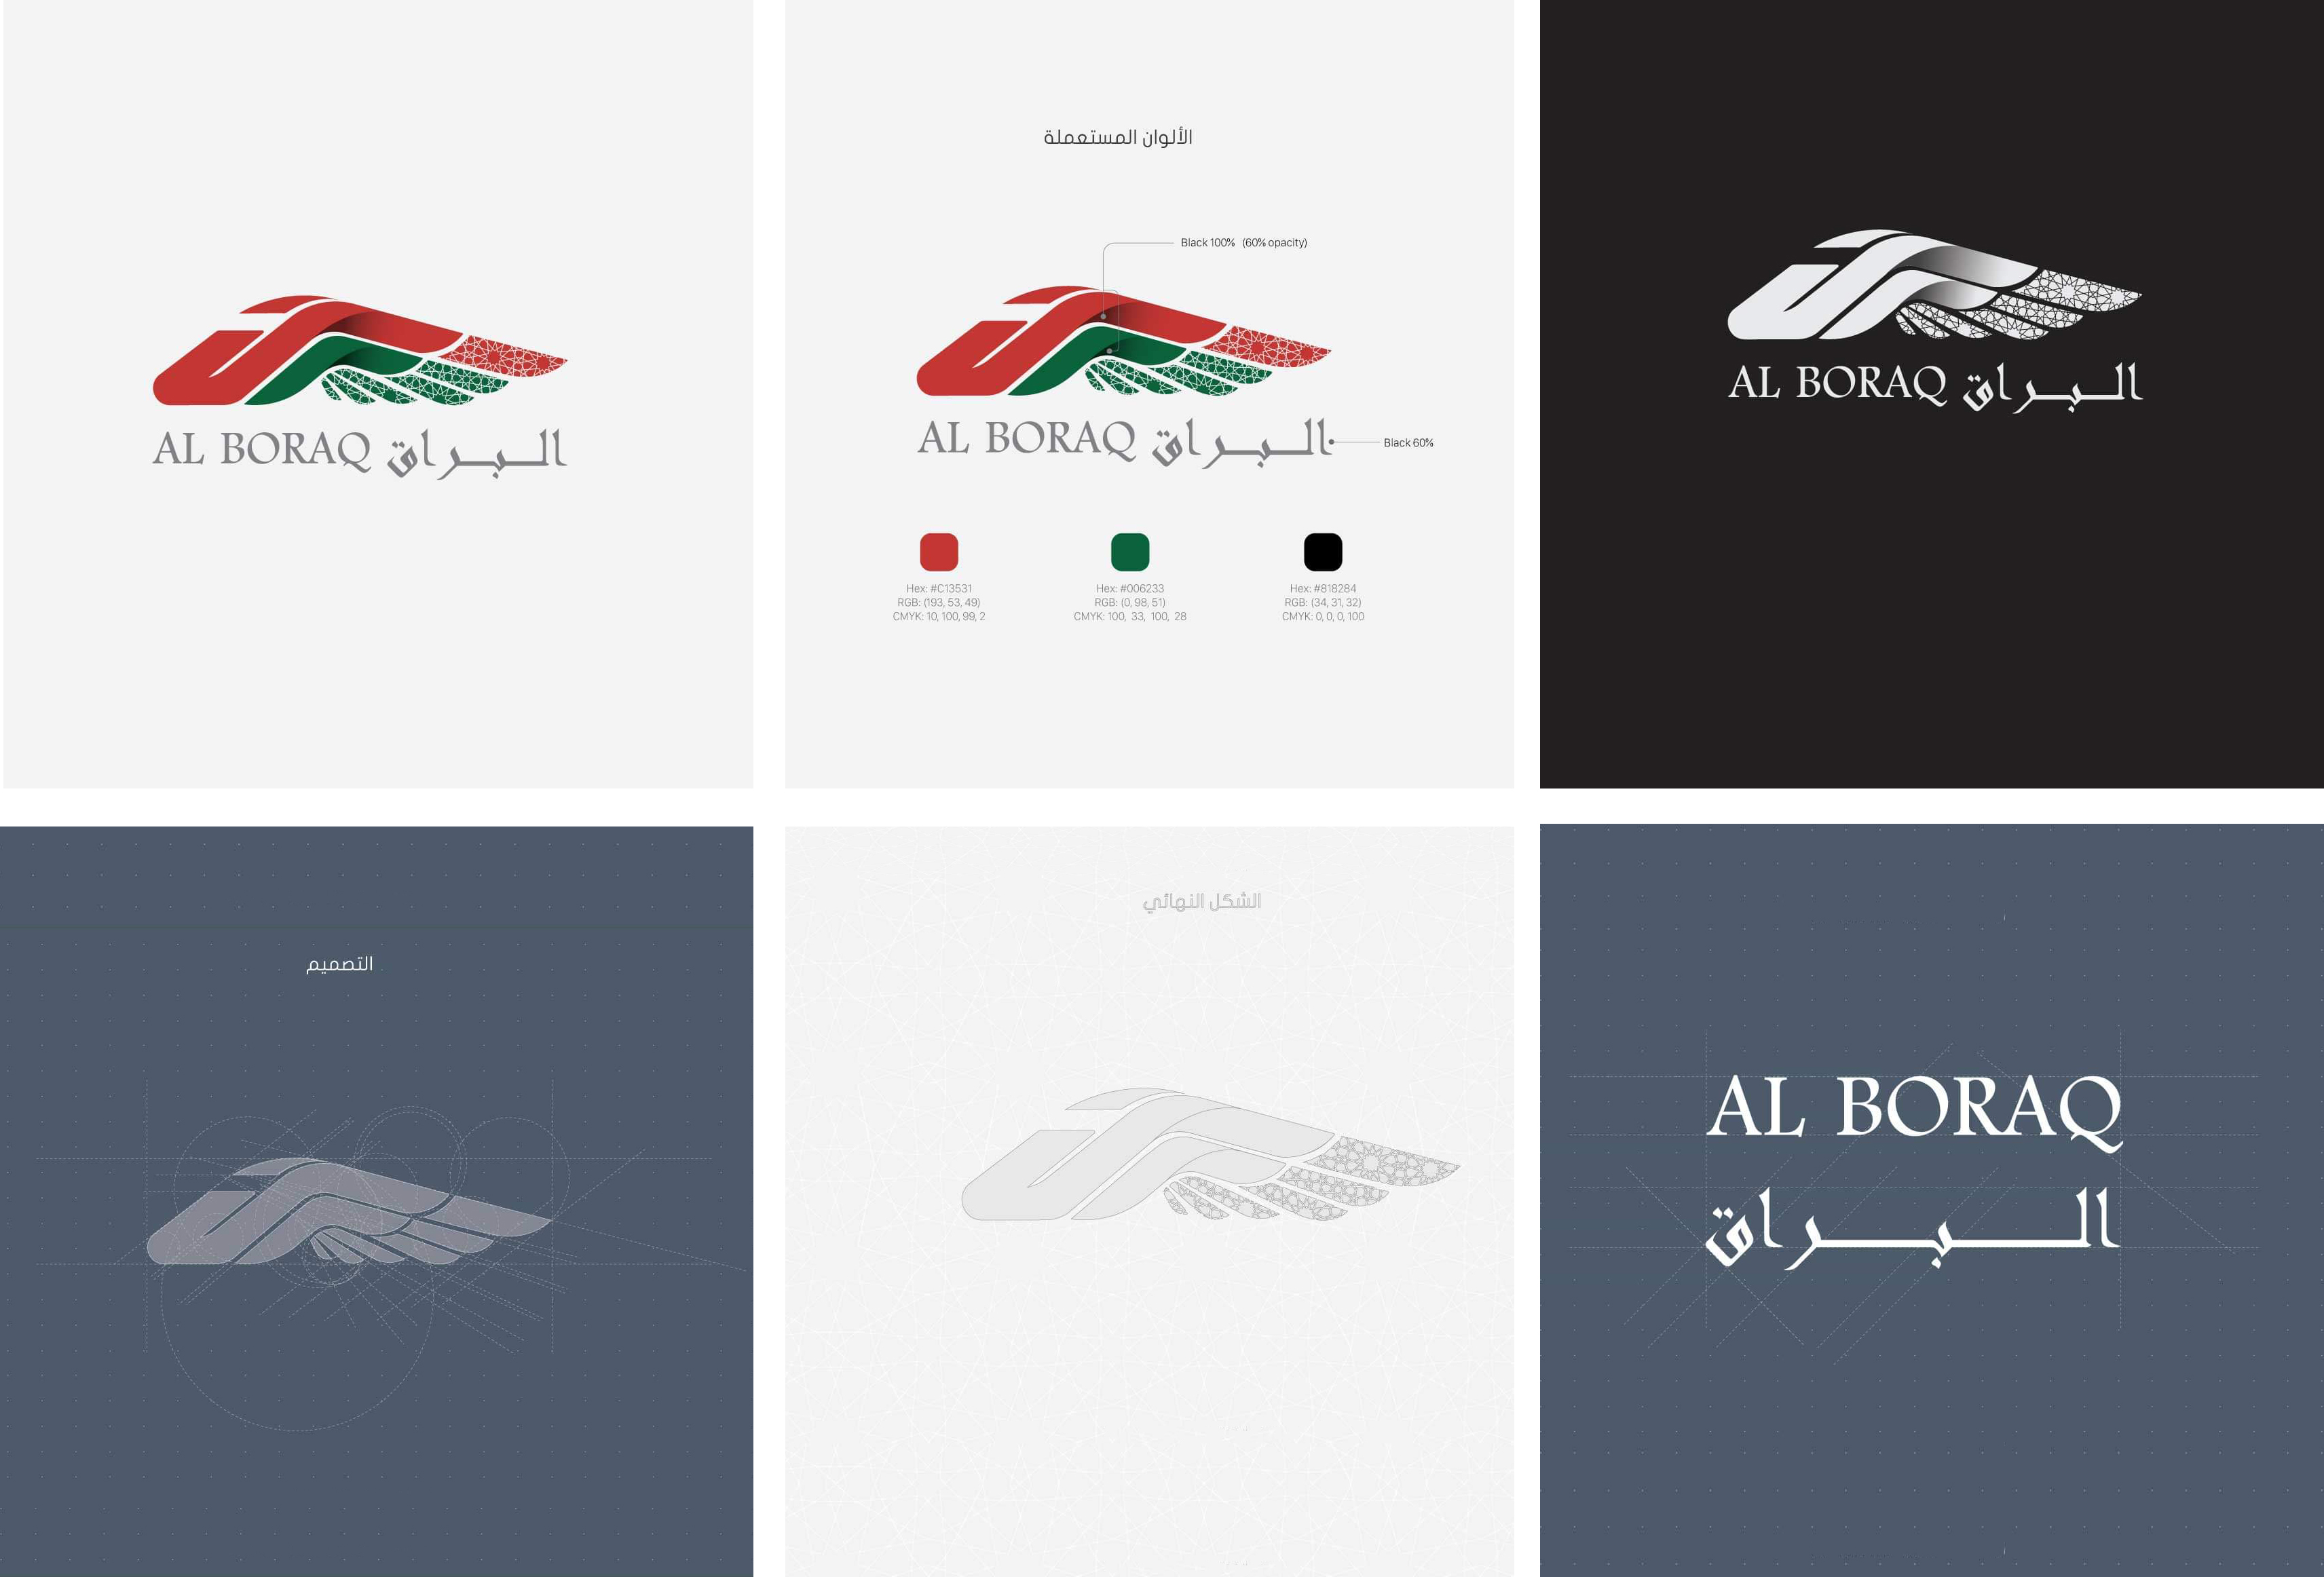 AL BORAQ البراق
الألوان المستعملة
Black 100% (60% opacity)
AL BORAQ البراق
Black 60%
Hex: #C13531
RGB: (193, 53, 49)
CMYK: 10, 100, 99, 2
Hex: #006233
RGB: (0, 98, 51)
CMYK: 100, 33, 100, 28
Hex: #818284
RGB: (34, 31, 32)
CMYK: 0, 0, 0, 100
AL BORAQ البراق
التصميم
الشكل النهائي
AL BORAQ
البراق